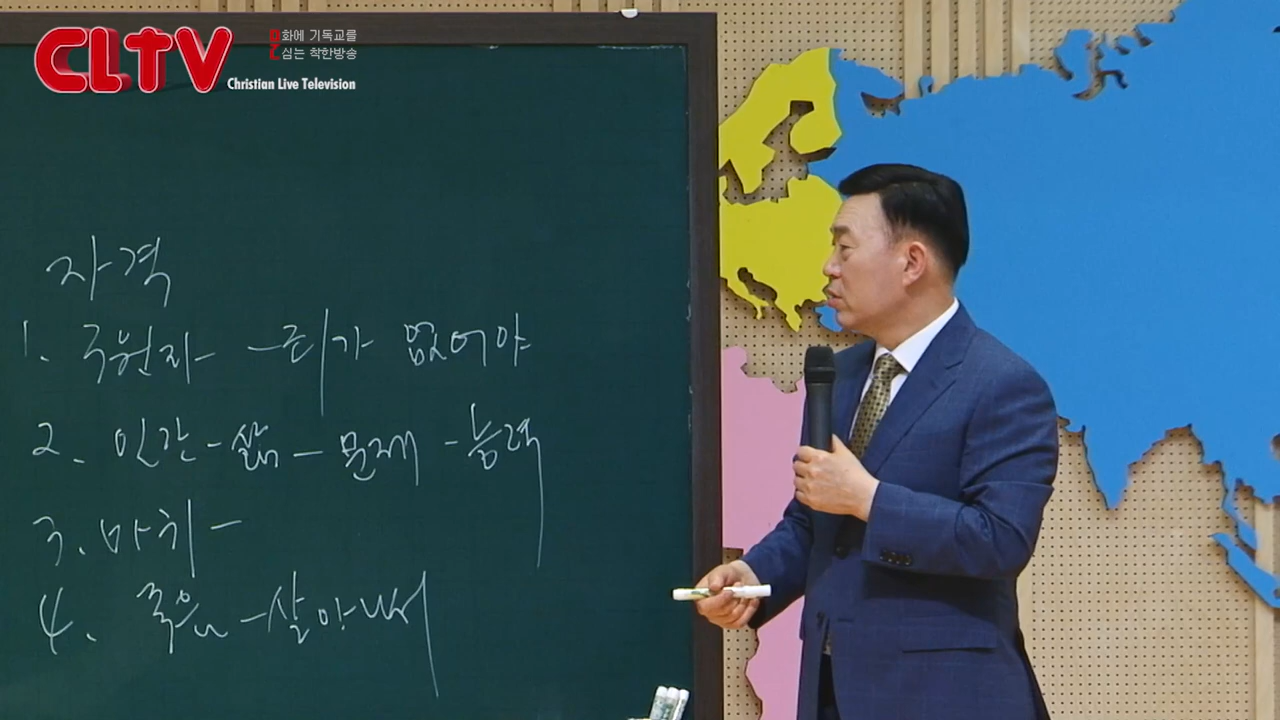 CLTV
문화에 기독교를
심는 착한방송
Christian Live Television
자격
1. 구원자 - 죄가 없어야
2. 인간 - 삶 - 문제 - 능력
3. 마치 -
4. 죽음 - 살아나